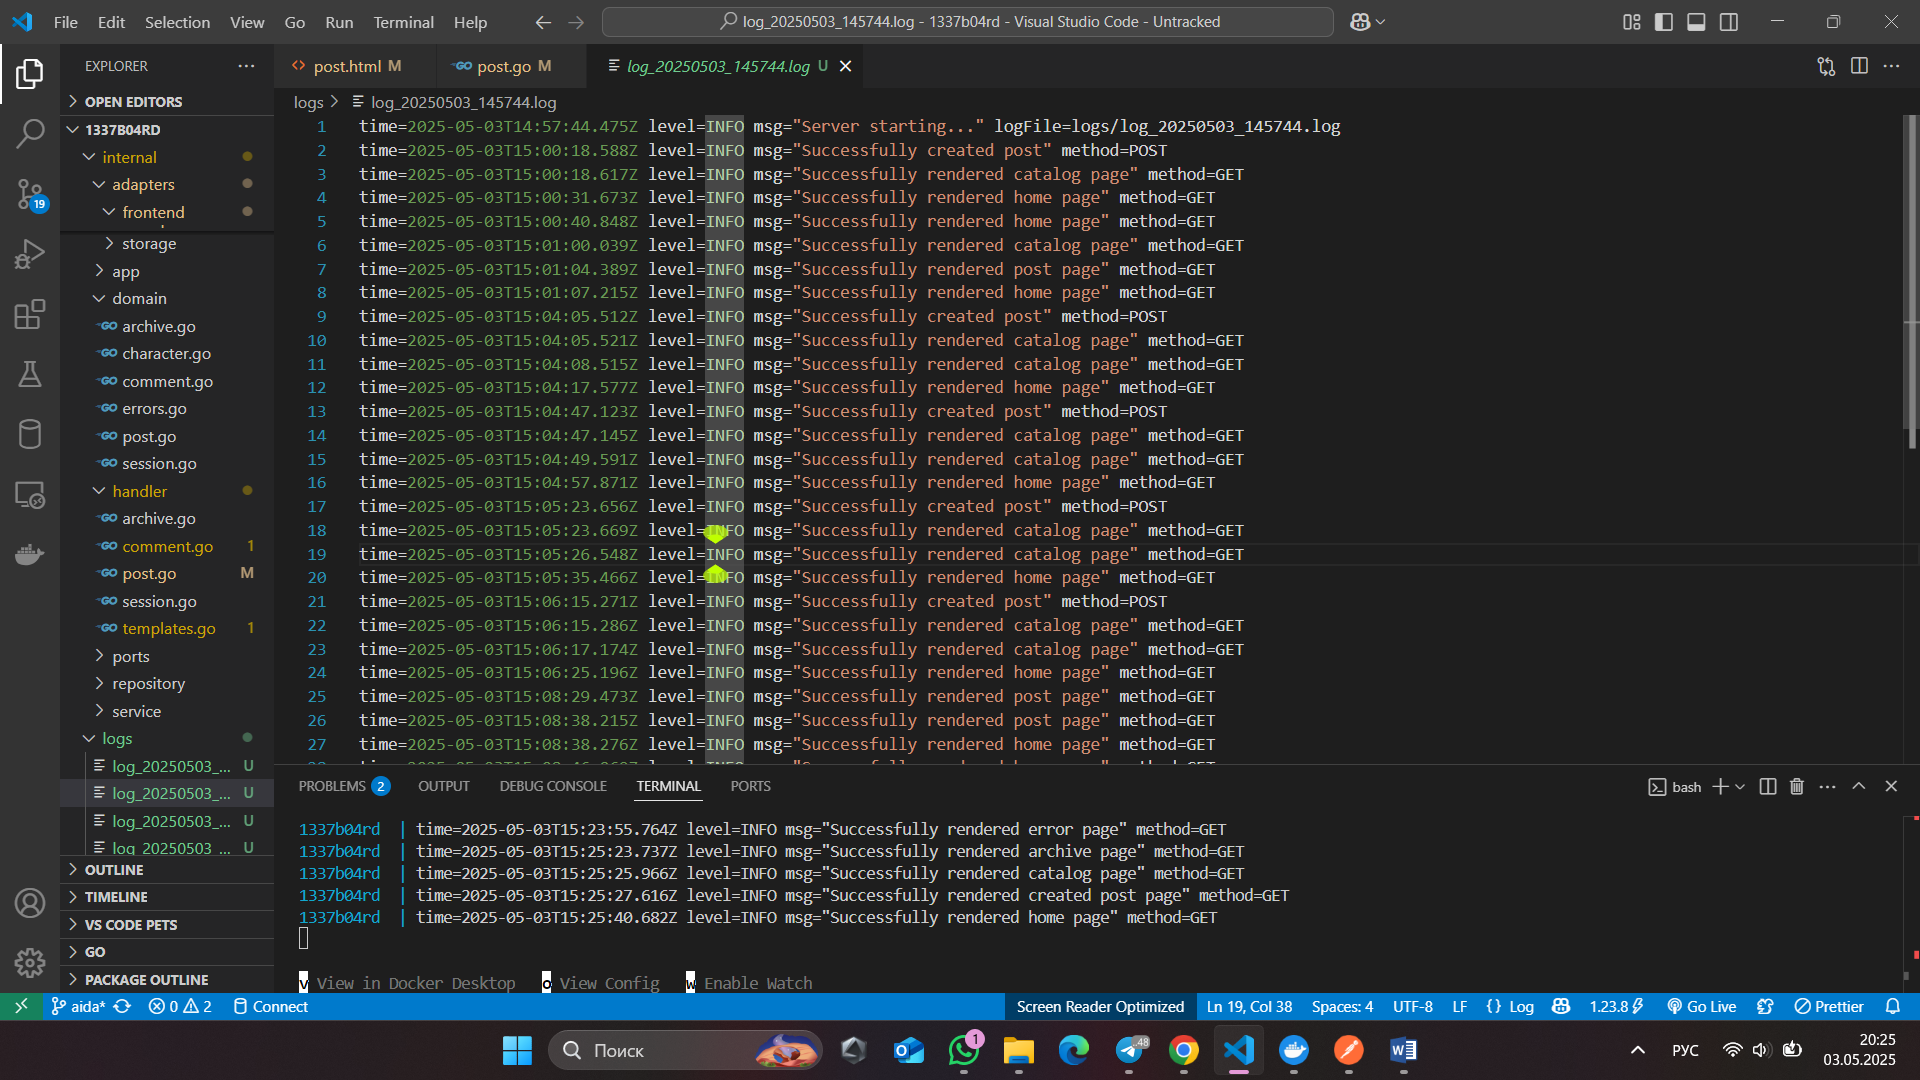 File Edit Selection View Go Run Terminal Help
log_20250503_145744.log - 1337b04rd - Visual Studio Code - Untracked
EXPLORER
post.html M
post.go M
log_20250503_145744.log U
OPEN EDITORS
logs > log_20250503_145744.log
1337B04RD
internal
adapters
frontend
storage
app
domain
archive.go
character.go
comment.go
errors.go
post.go
session.go
handler
archive.go
comment.go 1
post.go M
session.go
templates.go 1
ports
repository
service
logs
log_20250503_... U
log_20250503_... U
log_20250503_... U
log_20250503_... U
OUTLINE
TIMELINE
VS CODE PETS
GO
PACKAGE OUTLINE
19
1 time=2025-05-03T14:57:44.475Z level=INFO msg="Server starting..." logFile=logs/log_20250503_145744.log
2 time=2025-05-03T15:00:18.588Z level=INFO msg="Successfully created post" method=POST
3 time=2025-05-03T15:00:18.617Z level=INFO msg="Successfully rendered catalog page" method=GET
4 time=2025-05-03T15:00:31.673Z level=INFO msg="Successfully rendered home page" method=GET
5 time=2025-05-03T15:00:40.848Z level=INFO msg="Successfully rendered home page" method=GET
6 time=2025-05-03T15:01:00.039Z level=INFO msg="Successfully rendered catalog page" method=GET
7 time=2025-05-03T15:01:04.389Z level=INFO msg="Successfully rendered post page" method=GET
8 time=2025-05-03T15:01:07.215Z level=INFO msg="Successfully rendered home page" method=GET
9 time=2025-05-03T15:04:05.512Z level=INFO msg="Successfully created post" method=POST
10 time=2025-05-03T15:04:05.521Z level=INFO msg="Successfully rendered catalog page" method=GET
11 time=2025-05-03T15:04:08.515Z level=INFO msg="Successfully rendered catalog page" method=GET
12 time=2025-05-03T15:04:17.577Z level=INFO msg="Successfully rendered home page" method=GET
13 time=2025-05-03T15:04:47.123Z level=INFO msg="Successfully created post" method=POST
14 time=2025-05-03T15:04:47.145Z level=INFO msg="Successfully rendered catalog page" method=GET
15 time=2025-05-03T15:04:49.591Z level=INFO msg="Successfully rendered catalog page" method=GET
16 time=2025-05-03T15:04:57.871Z level=INFO msg="Successfully rendered home page" method=GET
17 time=2025-05-03T15:05:23.656Z level=INFO msg="Successfully created post" method=POST
18 time=2025-05-03T15:05:23.669Z level=INFO msg="Successfully rendered catalog page" method=GET
19 time=2025-05-03T15:05:26.548Z level=INFO msg="Successfully rendered catalog page" method=GET
20 time=2025-05-03T15:05:35.466Z level=INFO msg="Successfully rendered home page" method=GET
21 time=2025-05-03T15:06:15.271Z level=INFO msg="Successfully created post" method=POST
22 time=2025-05-03T15:06:15.286Z level=INFO msg="Successfully rendered catalog page" method=GET
23 time=2025-05-03T15:06:17.174Z level=INFO msg="Successfully rendered catalog page" method=GET
24 time=2025-05-03T15:06:25.196Z level=INFO msg="Successfully rendered home page" method=GET
25 time=2025-05-03T15:08:29.473Z level=INFO msg="Successfully rendered post page" method=GET
26 time=2025-05-03T15:08:38.215Z level=INFO msg="Successfully rendered post page" method=GET
27 time=2025-05-03T15:08:38.276Z level=INFO msg="Successfully rendered home page" method=GET
PROBLEMS 2 OUTPUT DEBUG CONSOLE TERMINAL PORTS bash
1337b04rd | time=2025-05-03T15:23:55.764Z level=INFO msg="Successfully rendered error page" method=GET
1337b04rd | time=2025-05-03T15:25:23.737Z level=INFO msg="Successfully rendered archive page" method=GET
1337b04rd | time=2025-05-03T15:25:25.966Z level=INFO msg="Successfully rendered catalog page" method=GET
1337b04rd | time=2025-05-03T15:25:27.616Z level=INFO msg="Successfully rendered created post page" method=GET
1337b04rd | time=2025-05-03T15:25:40.682Z level=INFO msg="Successfully rendered home page" method=GET
v View in Docker Desktop o View Config w Enable Watch
aida* 0 2 Connect Screen Reader Optimized Ln 19, Col 38 Spaces: 4 UTF-8 LF {} Log 1.23.8 Go Live Prettier
Поиск
1
48
РУС
20:25
03.05.2025